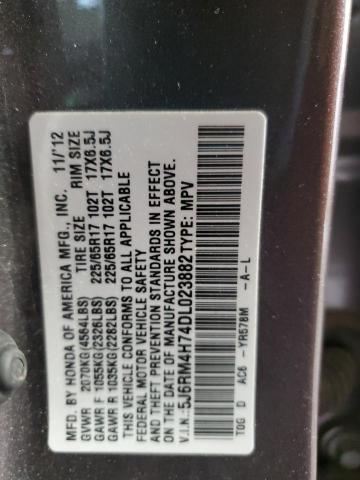 MFD. BY HONDA OF AMERICA MFG., INC. 11/'12
TIRE SIZE RIM SIZE
GVWR 2070KG(4564LBS)
GAWR F 1055KG(2326LBS) 225/65R17 102T 17X6.5J
GAWR R 1035KG(2282LBS) 225/65R17 102T 17X6.5J
THIS VEHICLE CONFORMS TO ALL APPLICABLE
FEDERAL MOTOR VEHICLE SAFETY
AND THEFT PREVENTION STANDARDS IN EFFECT
ON THE DATE OF MANUFACTURE SHOWN ABOVE.
V.I.N.: 5J6RM4H74DL023882 TYPE: MPV
TOG D AC6 -YR578M -A-L